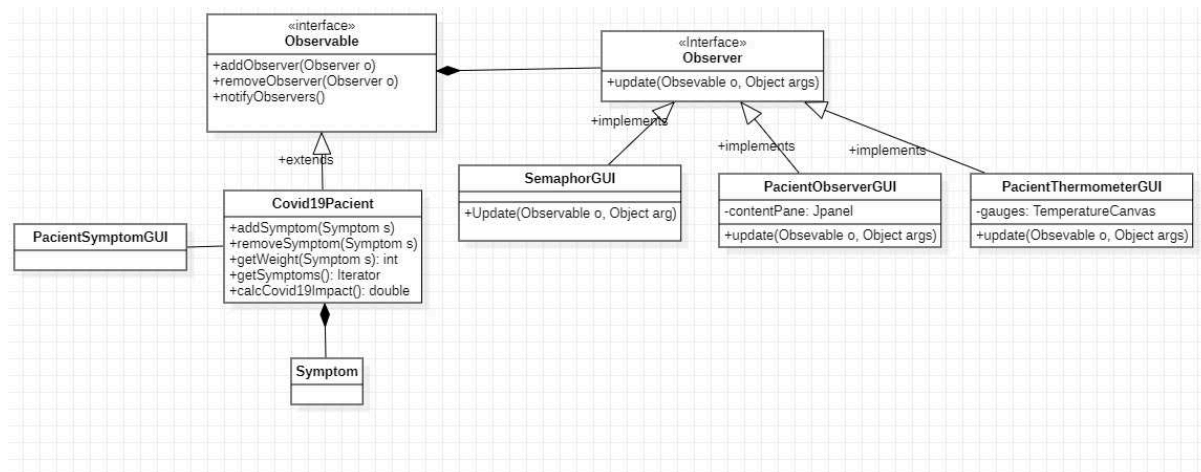 «interface»
Observable
+addObserver(Observer o)
+removeObserver(Observer o)
+notifyObservers()
«Interface»
Observer
+update(Obsevable o, Object args)
+implements
+implements
+implements
+extends
SemaphorGUI
+Update(Observable o, Object arg)
PacientObserverGUI
-contentPane: Jpanel
+update(Obsevable o, Object args)
PacientThermometerGUI
-gauges: TemperatureCanvas
+update(Obsevable o, Object args)
Covid19Pacient
+addSymptom(Symptom s)
+removeSymptom(Symptom s)
+getWeight(Symptom s): int
+getSymptoms(): Iterator
+calcCovid19Impact(): double
PacientSymptomGUI
Symptom